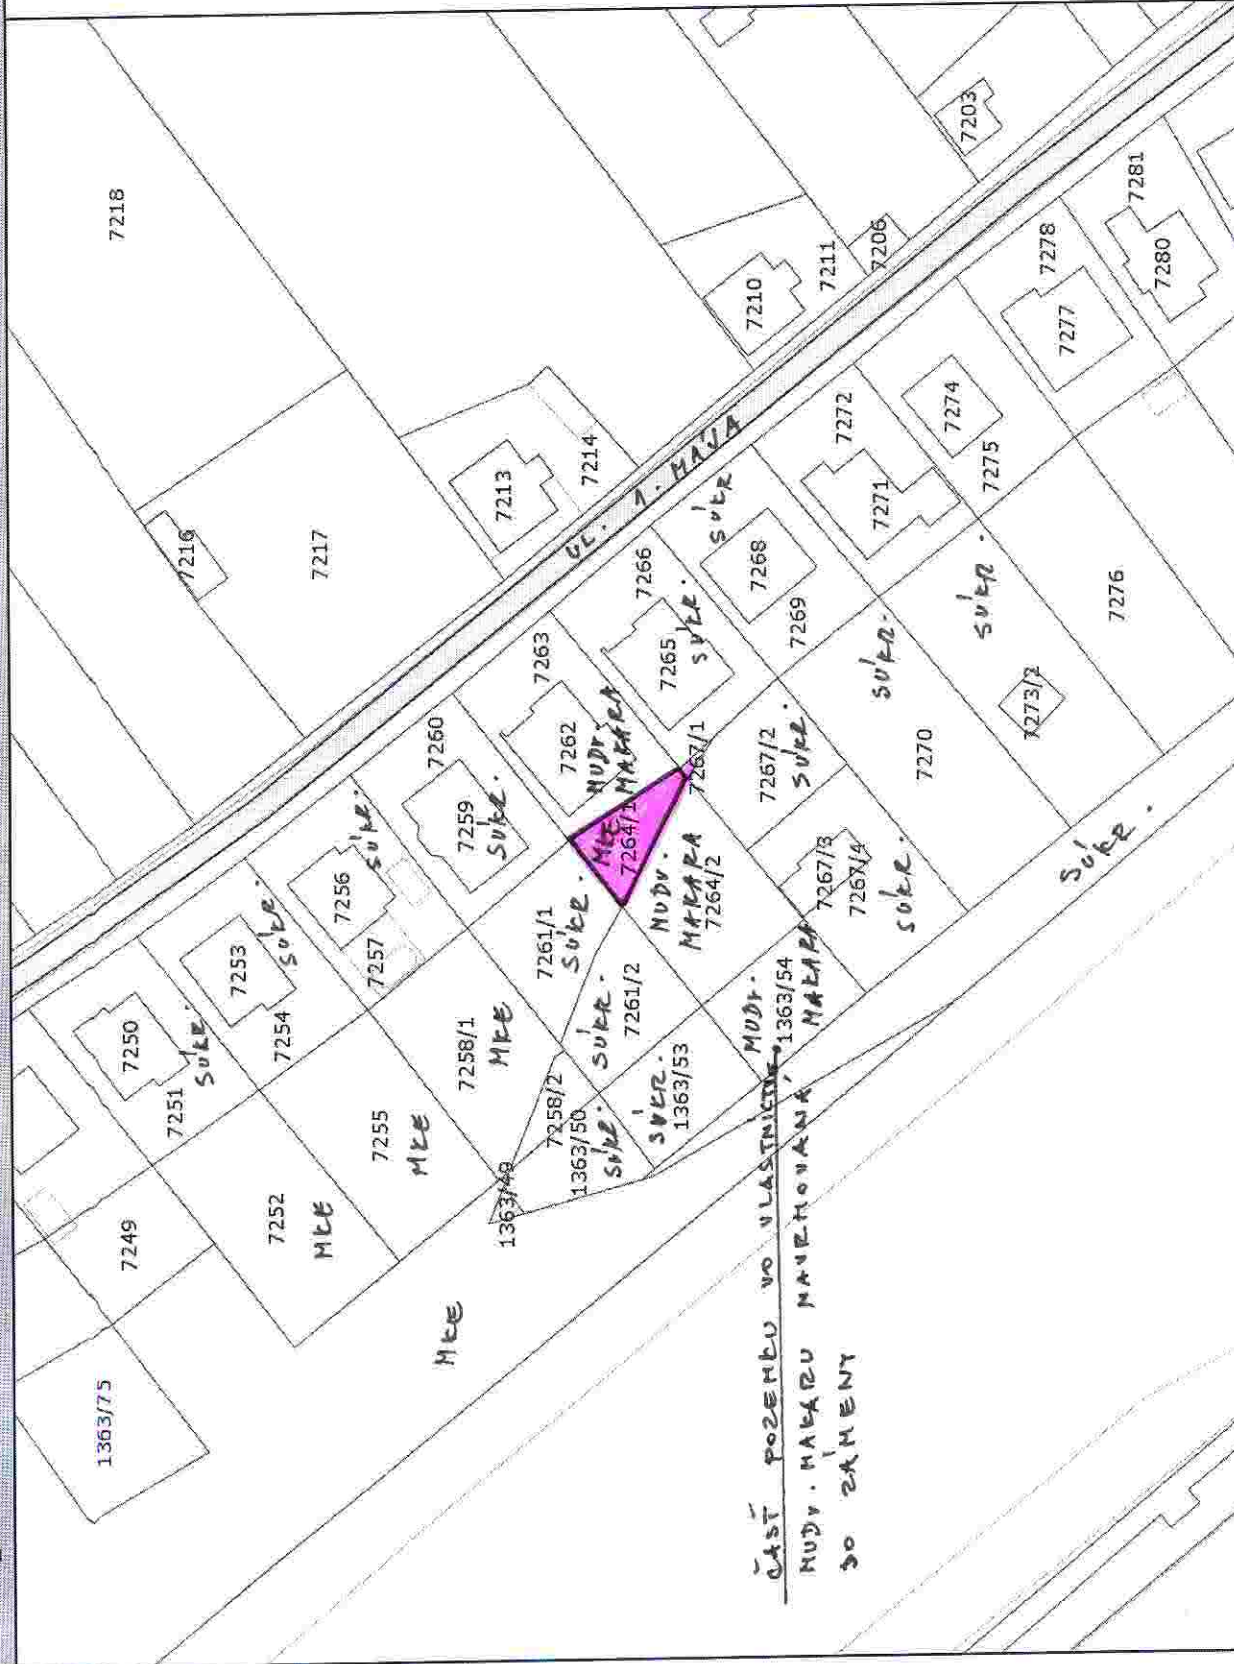 7218
7203
7281
7280
7278
7277
7206
7211
7210
7274
7275
7272
7271
7276
SÚKR.
7273/2
7270
SÚKR.
7216
7217
7213
7214
UL. 1. MÁJA
SÚKR
7268
7269
7266
7265
SÚKR.
7267/1
7267/2
SÚKR.
7267/3
7267/4
SÚKR.
SÚKR.
7263
7262
MUDr.
MAKARA
MKE
7264/1
MUDr.
MAKARA
7264/2
MUDr.
1363/54
MAKARA
7260
7259
SÚKR.
7261/1
SÚKR.
7261/2
SÚKR.
SÚKR.
1363/53
7256
SÚKR.
7257
7258/1
MKE
7258/2
1363/50
SÚKR.
1363/49
7253
SÚKR.
7254
7255
MKE
7250
7251
SÚKR.
7252
MKE
7249
1363/75
MKE
ČASŤ POZEMKU VO VLASTNÍCTVE
MUDr. MAKARU NAVRHOVANÁ
DO ZÁMENY